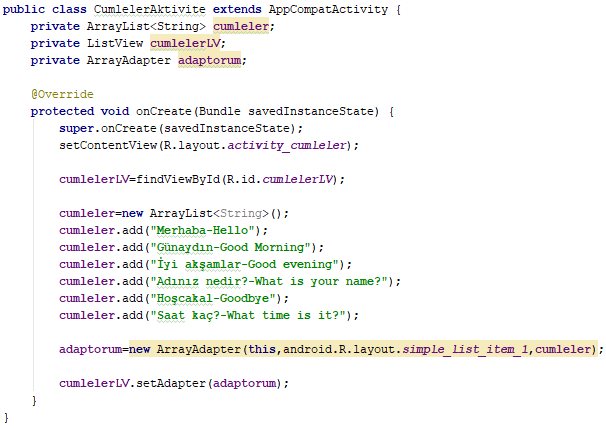 public class CumlelerAktivite extends AppCompatActivity {
    private ArrayList<String> cumleler;
    private ListView cumlelerLV;
    private ArrayAdapter adaptorum;

    @Override
    protected void onCreate(Bundle savedInstanceState) {
        super.onCreate(savedInstanceState);
        setContentView(R.layout.activity_cumleler);

        cumlelerLV=findViewById(R.id.cumlelerLV);

        cumleler=new ArrayList<String>();
        cumleler.add("Merhaba-Hello");
        cumleler.add("Günaydın-Good Morning");
        cumleler.add("İyi akşamlar-Good evening");
        cumleler.add("Adınız nedir?-What is your name?");
        cumleler.add("Hoşcakal-Goodbye");
        cumleler.add("Saat kaç?-What time is it?");

        adaptorum=new ArrayAdapter(this,android.R.layout.simple_list_item_1,cumleler);

        cumlelerLV.setAdapter(adaptorum);
    }
}